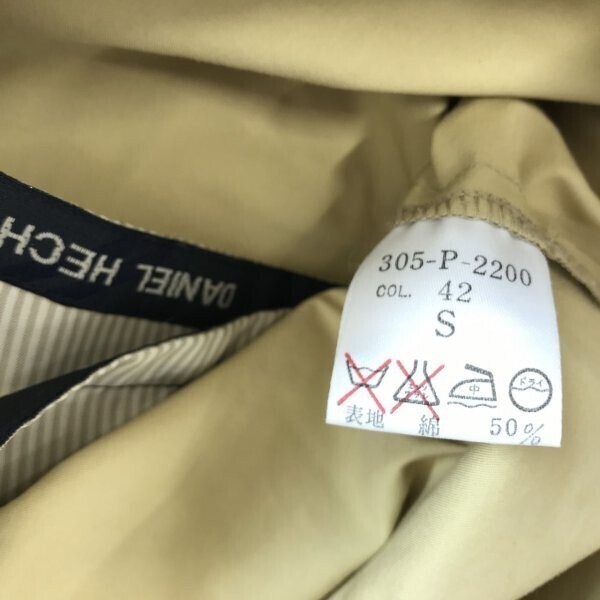 DANIEL HECH
305-P-2200
COL. 42
S
中 ドライ
表地 綿 50%